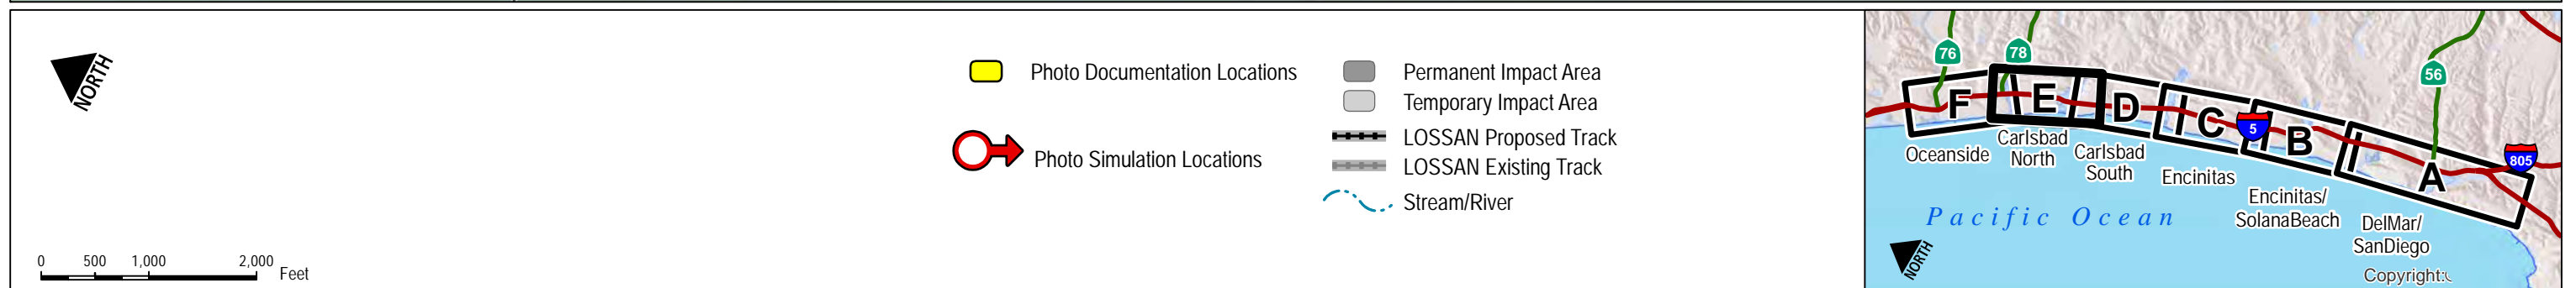 NORTH
0 500 1,000 2,000
Feet
Photo Documentation Locations
Photo Simulation Locations
Permanent Impact Area
Temporary Impact Area
LOSSAN Proposed Track
LOSSAN Existing Track
Stream/River
76
78
56
F
E
D
C
5
B
A
805
Oceanside
Carlsbad
North
Carlsbad
South
Encinitas
Encinitas/
SolanaBeach
DelMar/
SanDiego
Pacific Ocean
NORTH
Copyright: